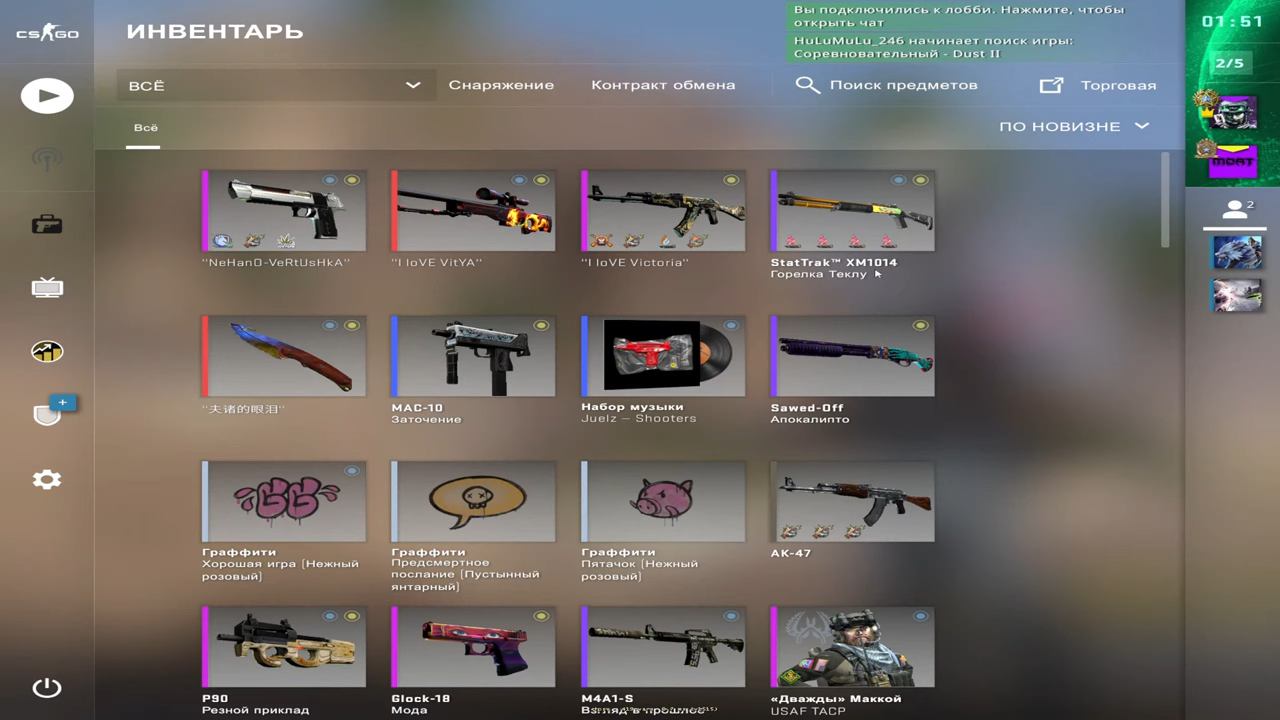 CS GO
ИНВЕНТАРЬ
Вы подключились к лобби. Нажмите, чтобы
открыть чат
HuLuMuLu_246 начинает поиск игры:
Соревновательный - Dust II
01:51
2/5
ВСЁ
Снаряжение
Контракт обмена
Поиск предметов
Торговая
Всё
ПО НОВИЗНЕ
MOAT
2
"I loVE VitYA"
"I loVE Victoria"
StatTrak™ XM1014
Горелка Теклу
"夫诸的眼泪"
MAC-10
Заточение
Набор музыки
Juelz – Shooters
Sawed-Off
Апокалипто
+
Граффити
Хорошая игра (Нежный
розовый)
Граффити
Предсмертное
послание (Пустынный
янтарный)
Граффити
Пятачок (Нежный
розовый)
AK-47
P90
Резной приклад
Glock-18
Мода
M4A1-S
Взгляд в прошлое
«Дважды» Маккой
USAF TACP